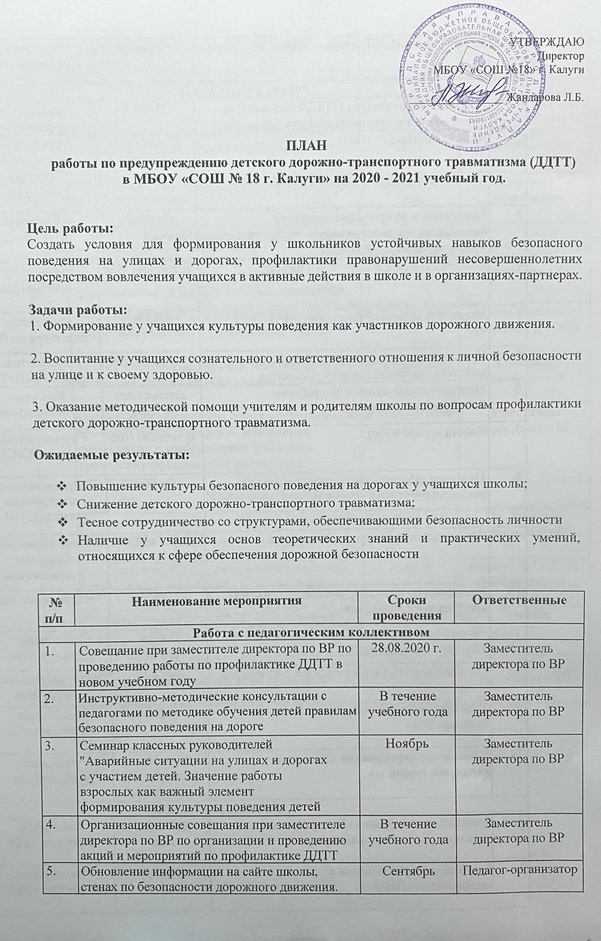 УТВЕРЖДАЮ
Директор
МБОУ «СОШ №18» г. Калуги
Жандарова Л.Б.
ПЛАН
работы по предупреждению детского дорожно-транспортного травматизма (ДДТТ)
в МБОУ «СОШ № 18 г. Калуги» на 2020 - 2021 учебный год.
Цель работы:
Создать условия для формирования у школьников устойчивых навыков безопасного
поведения на улицах и дорогах, профилактики правонарушений несовершеннолетних
посредством вовлечения учащихся в активные действия в школе и в организациях-партнерах.
Задачи работы:
1. Формирование у учащихся культуры поведения как участников дорожного движения.
2. Воспитание у учащихся сознательного и ответственного отношения к личной безопасности
на улице и к своему здоровью.
3. Оказание методической помощи учителям и родителям школы по вопросам профилактики
детского дорожно-транспортного травматизма.
Ожидаемые результаты:
❖ Повышение культуры безопасного поведения на дорогах у учащихся школы;
❖ Снижение детского дорожно-транспортного травматизма;
❖ Тесное сотрудничество со структурами, обеспечивающими безопасность личности
❖ Наличие у учащихся основ теоретических знаний и практических умений,
относящихся к сфере обеспечения дорожной безопасности
№ Наименование мероприятия Сроки Ответственные
п/п проведения
Работа с педагогическим коллективом
1. Совещание при заместителе директора по ВР по 28.08.2020 г. Заместитель
проведению работы по профилактике ДДТТ в директора по ВР
новом учебном году
2. Инструктивно-методические консультации с В течение Заместитель
педагогами по методике обучения детей правилам учебного года директора по ВР
безопасного поведения на дороге
3. Семинар классных руководителей Ноябрь Заместитель
"Аварийные ситуации на улицах и дорогах директора по ВР
с участием детей. Значение работы
взрослых как важный элемент
формирования культуры поведения детей
4. Организационные совещания при заместителе В течение Заместитель
директора по ВР по организации и проведению учебного года директора по ВР
акций и мероприятий по профилактике ДДТТ
5. Обновление информации на сайте школы, Сентябрь Педагог-организатор
стенах по безопасности дорожного движения.